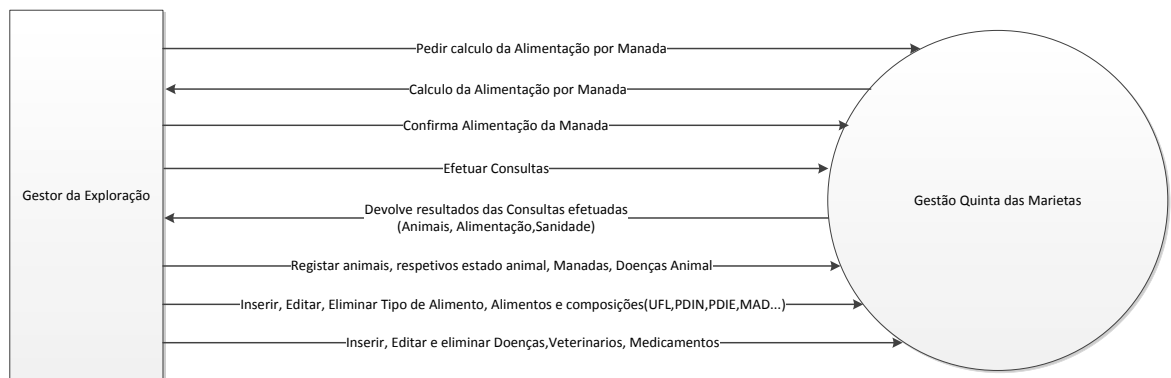 Pedir calculo da Alimentação por Manada
Calculo da Alimentação por Manada
Confirma Alimentação da Manada
Efetuar Consultas
Gestor da Exploração
Gestão Quinta das Marietas
Devolve resultados das Consultas efetuadas
(Animais, Alimentação,Sanidade)
Registar animais, respetivos estado animal, Manadas, Doenças Animal
Inserir, Editar, Eliminar Tipo de Alimento, Alimentos e composições(UFL,PDIN,PDIE,MAD...)
Inserir, Editar e eliminar Doenças,Veterinarios, Medicamentos